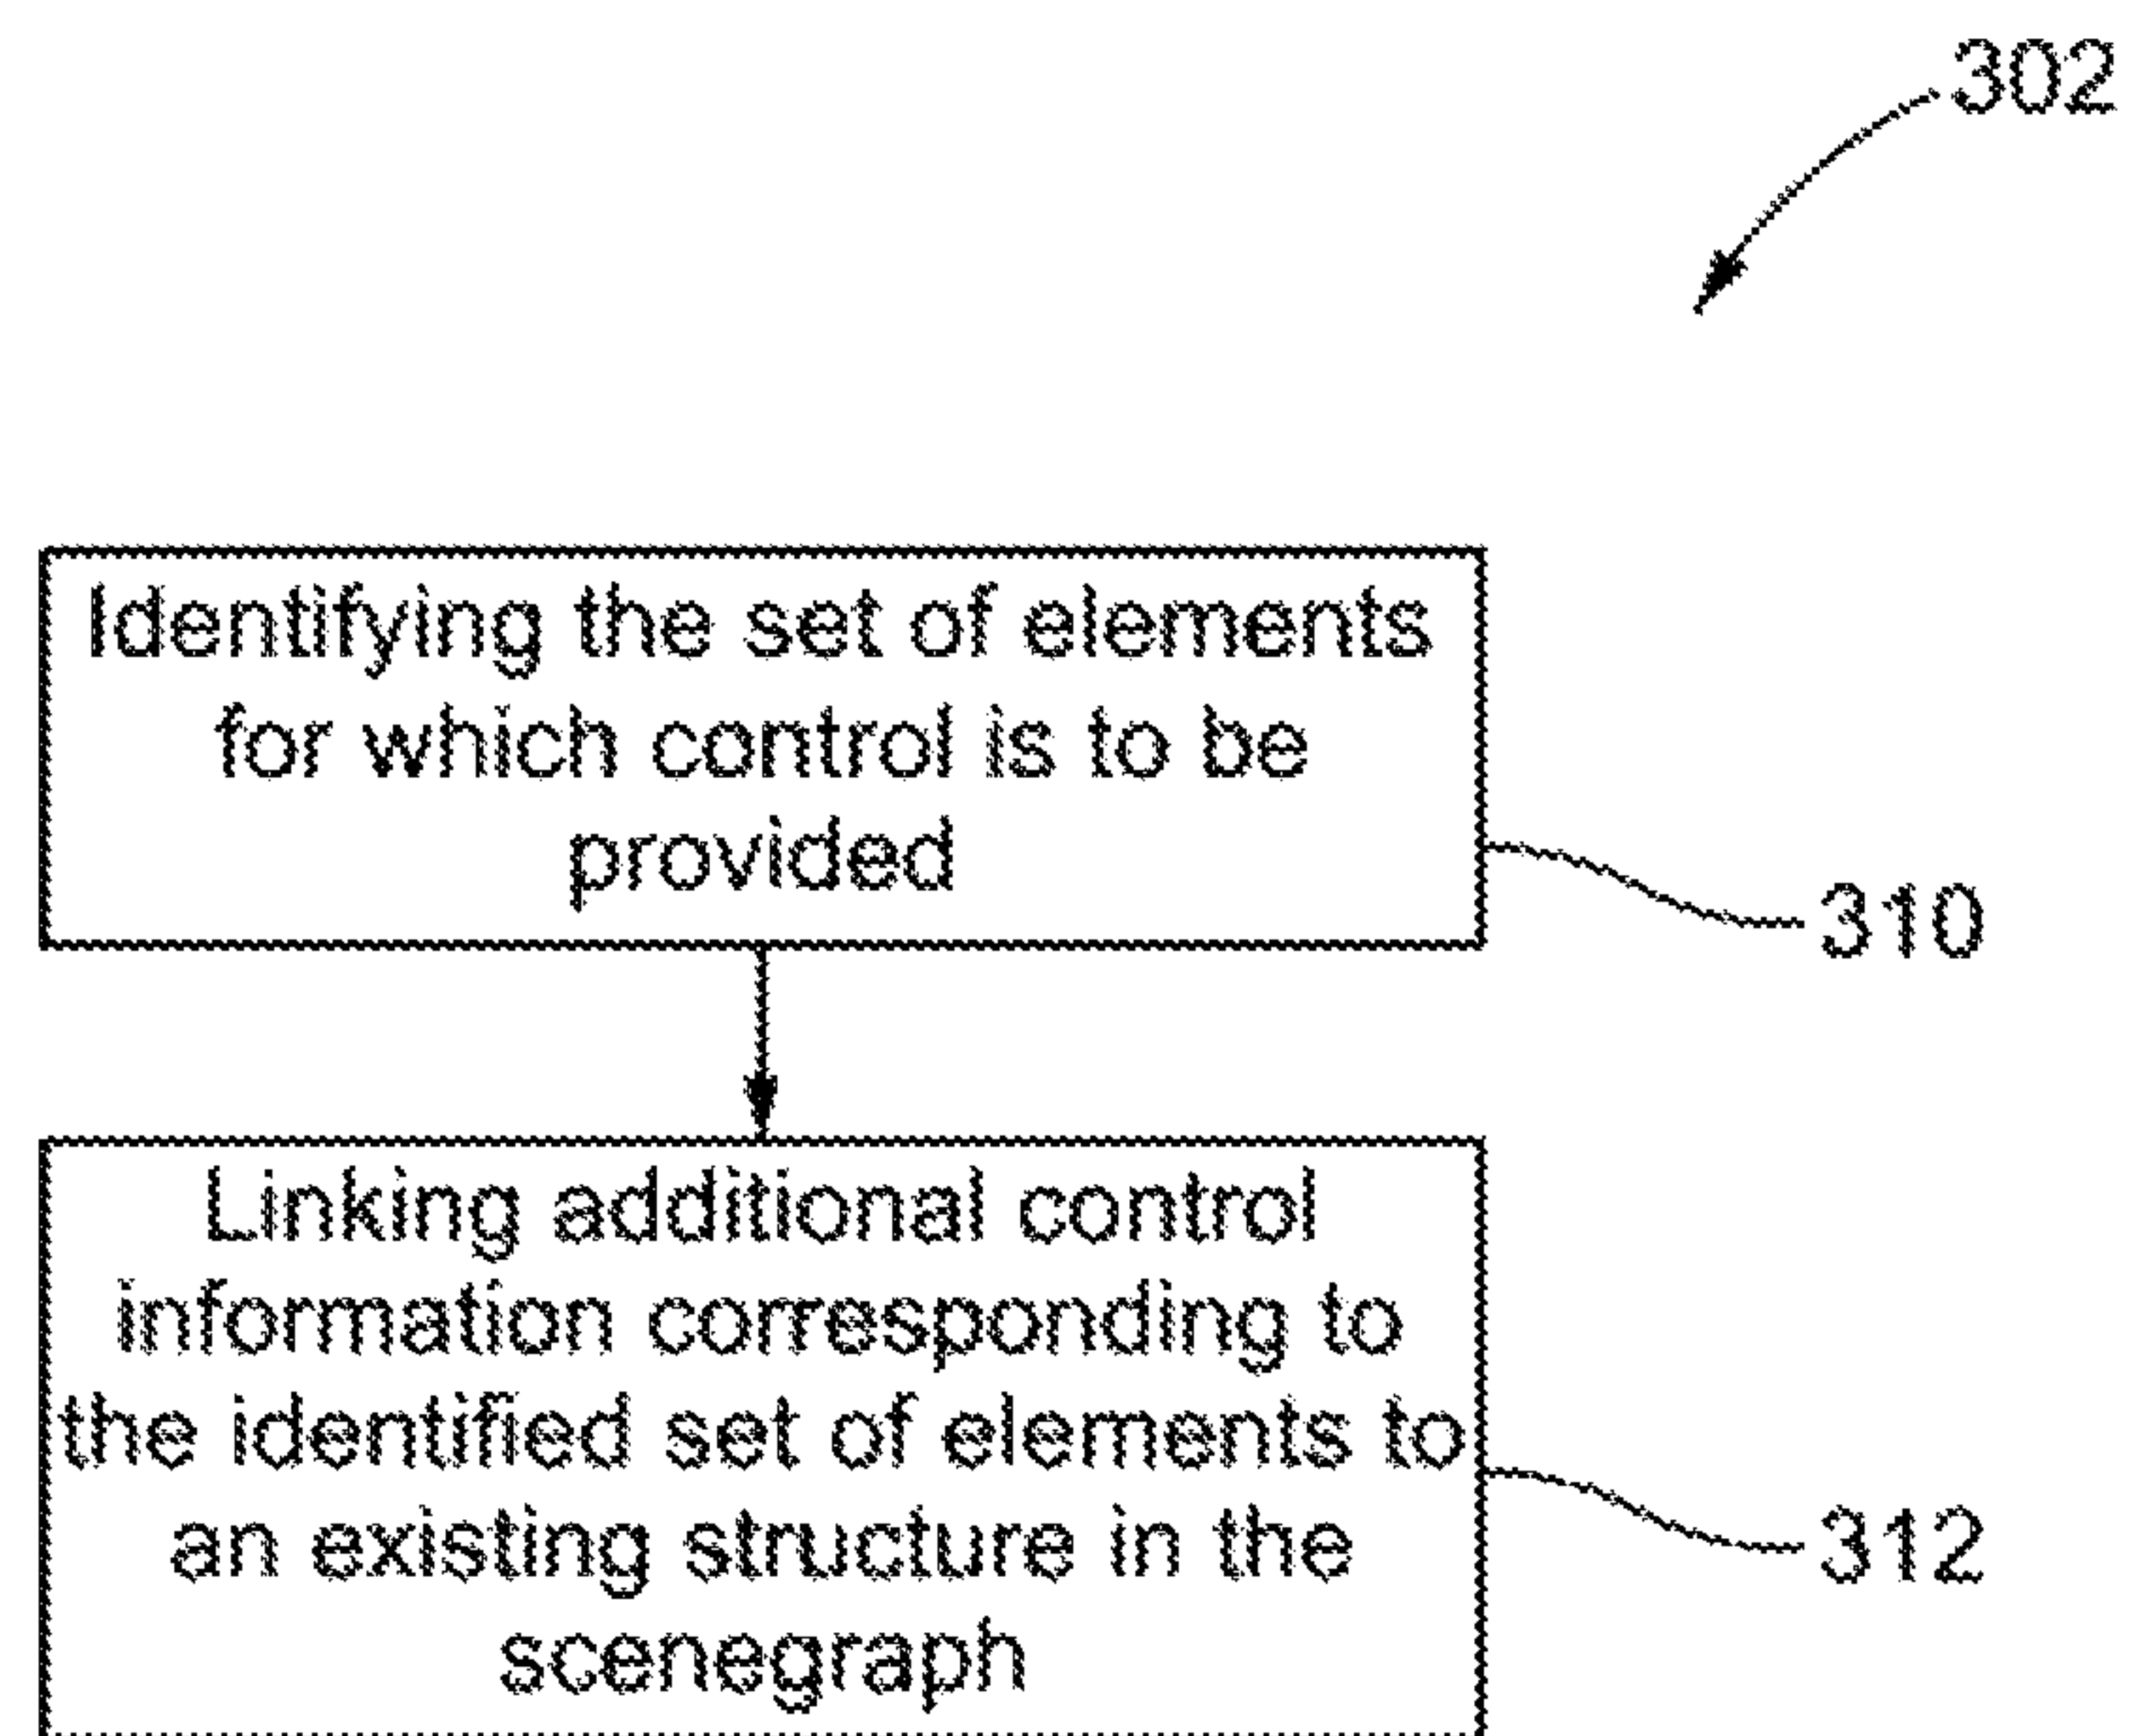 302
Identifying the set of elements
for which control is to be
provided
310
Linking additional control
information corresponding to
the identified set of elements to
an existing structure in the
scenegraph
312